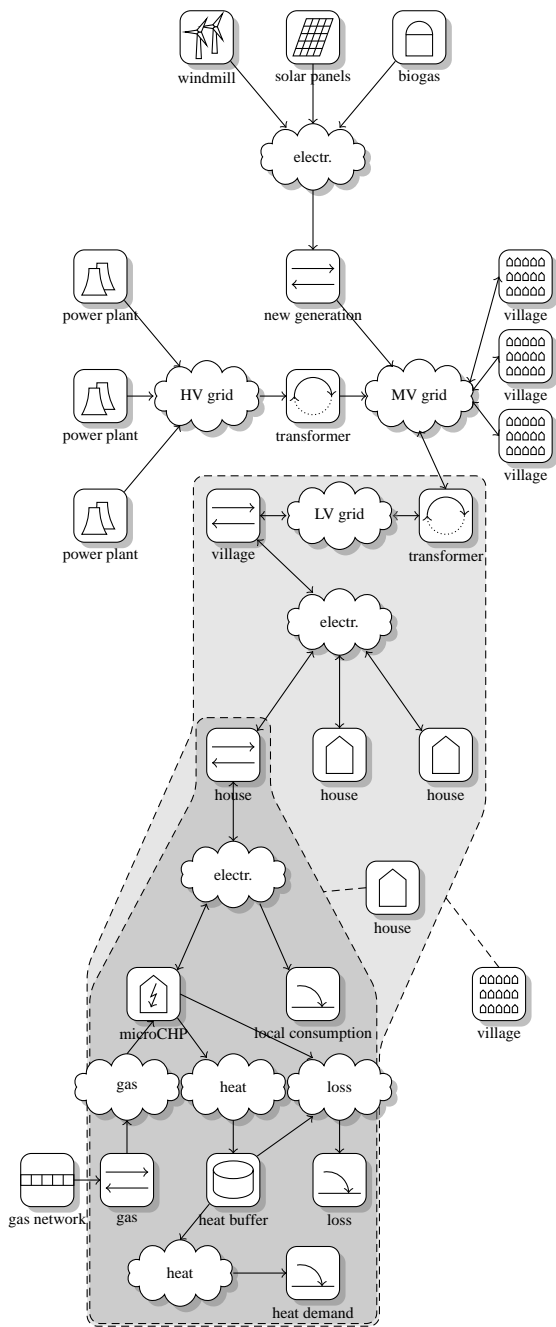 windmill
solar panels
biogas
electr.
new generation
power plant
village
HV grid
MV grid
village
power plant
transformer
village
LV grid
power plant
village
transformer
electr.
house
house
house
electr.
house
microCHP
local consumption
village
gas
heat
loss
gas network
gas
heat buffer
loss
heat
heat demand